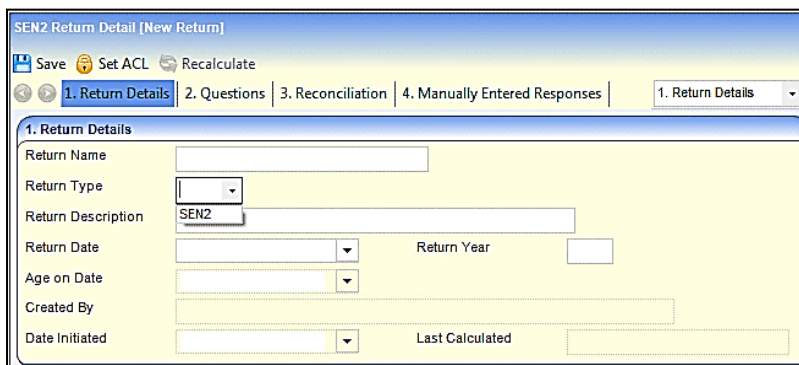 SEN2 Return Detail [New Return]
Save Set ACL Recalculate
1. Return Details 2. Questions 3. Reconciliation 4. Manually Entered Responses 1. Return Details
1. Return Details
Return Name
Return Type
SEN2
Return Description
Return Date Return Year
Age on Date
Created By
Date Initiated Last Calculated